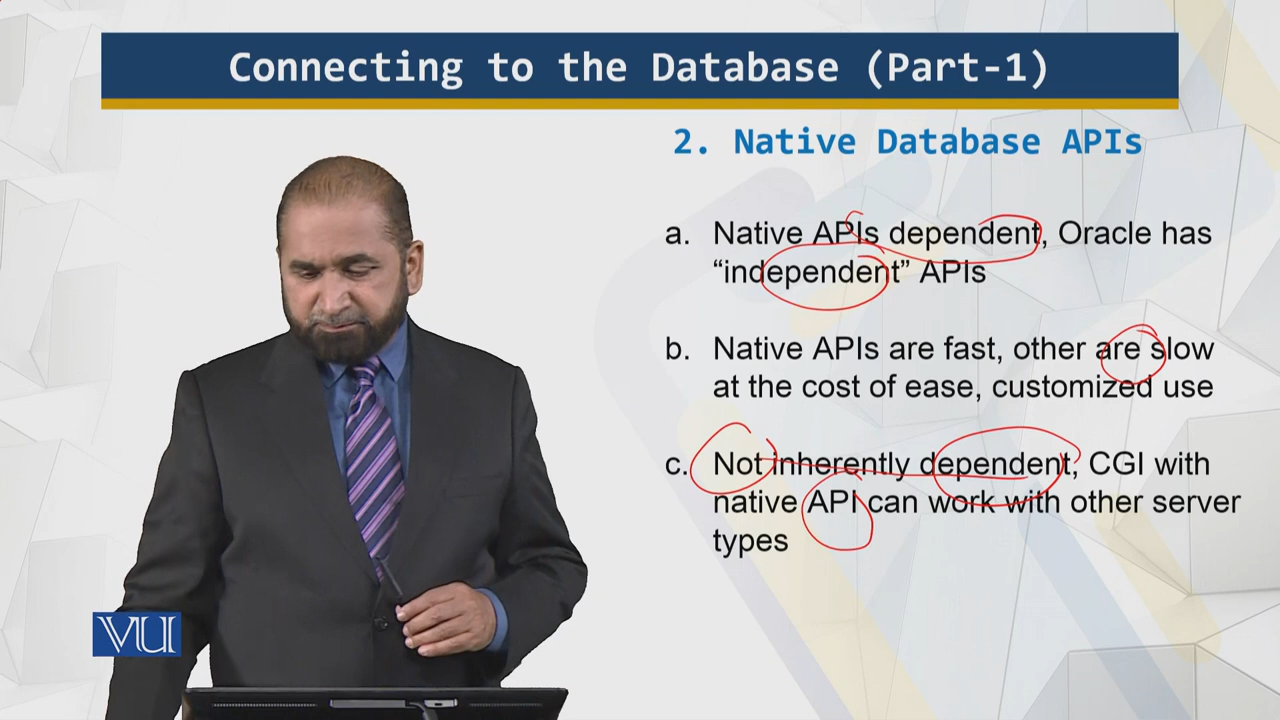 Connecting to the Database (Part-1)
2. Native Database APIs
a. Native APIs dependent, Oracle has
“independent” APIs
b. Native APIs are fast, other are slow
at the cost of ease, customized use
c. Not inherently dependent, CGI with
native API can work with other server
types
VU